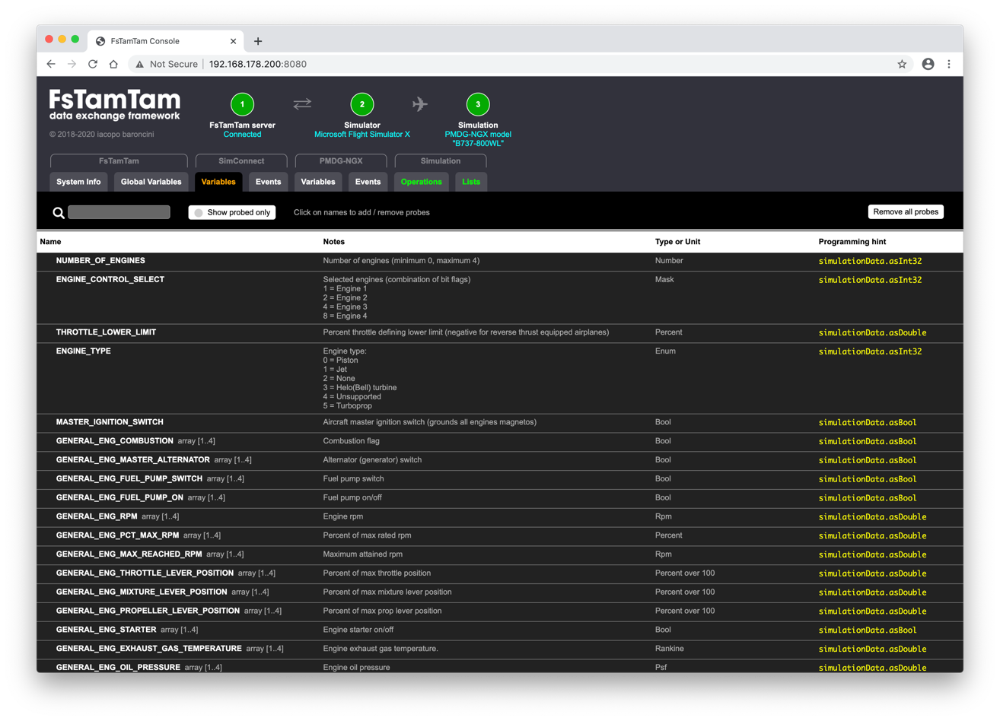 FsTamTam Console
Not Secure
192.168.178.200:8080
FsTamTam
data exchange framework
© 2018-2020 iacopo baroncini
1
FsTamTam server
Connected
2
Simulator
Microsoft Flight Simulator X
3
Simulation
PMDG-NGX model
"B737-800WL"
FsTamTam
SimConnect
PMDG-NGX
Simulation
System Info
Global Variables
Variables
Events
Variables
Events
Operations
Lists
Show probed only
Click on names to add / remove probes
Remove all probes
Name Notes Type or Unit Programming hint
NUMBER_OF_ENGINES Number of engines (minimum 0, maximum 4) Number simulationData.asInt32
ENGINE_CONTROL_SELECT Selected engines (combination of bit flags) Mask simulationData.asInt32
1 = Engine 1
2 = Engine 2
4 = Engine 3
8 = Engine 4
THROTTLE_LOWER_LIMIT Percent throttle defining lower limit (negative for reverse thrust equipped airplanes) Percent simulationData.asDouble
ENGINE_TYPE Engine type: Enum simulationData.asInt32
0 = Piston
1 = Jet
2 = None
3 = Helo(Bell) turbine
4 = Unsupported
5 = Turboprop
MASTER_IGNITION_SWITCH Aircraft master ignition switch (grounds all engines magnetos) Bool simulationData.asBool
GENERAL_ENG_COMBUSTION array [1..4] Combustion flag Bool simulationData.asBool
GENERAL_ENG_MASTER_ALTERNATOR array [1..4] Alternator (generator) switch Bool simulationData.asBool
GENERAL_ENG_FUEL_PUMP_SWITCH array [1..4] Fuel pump switch Bool simulationData.asBool
GENERAL_ENG_FUEL_PUMP_ON array [1..4] Fuel pump on/off Bool simulationData.asBool
GENERAL_ENG_RPM array [1..4] Engine rpm Rpm simulationData.asDouble
GENERAL_ENG_PCT_MAX_RPM array [1..4] Percent of max rated rpm Percent simulationData.asDouble
GENERAL_ENG_MAX_REACHED_RPM array [1..4] Maximum attained rpm Rpm simulationData.asDouble
GENERAL_ENG_THROTTLE_LEVER_POSITION array [1..4] Percent of max throttle position Percent over 100 simulationData.asDouble
GENERAL_ENG_MIXTURE_LEVER_POSITION array [1..4] Percent of max mixture lever position Percent over 100 simulationData.asDouble
GENERAL_ENG_PROPELLER_LEVER_POSITION array [1..4] Percent of max prop lever position Percent over 100 simulationData.asDouble
GENERAL_ENG_STARTER array [1..4] Engine starter on/off Bool simulationData.asBool
GENERAL_ENG_EXHAUST_GAS_TEMPERATURE array [1..4] Engine exhaust gas temperature. Rankine simulationData.asDouble
GENERAL_ENG_OIL_PRESSURE array [1..4] Engine oil pressure Psf simulationData.asDouble